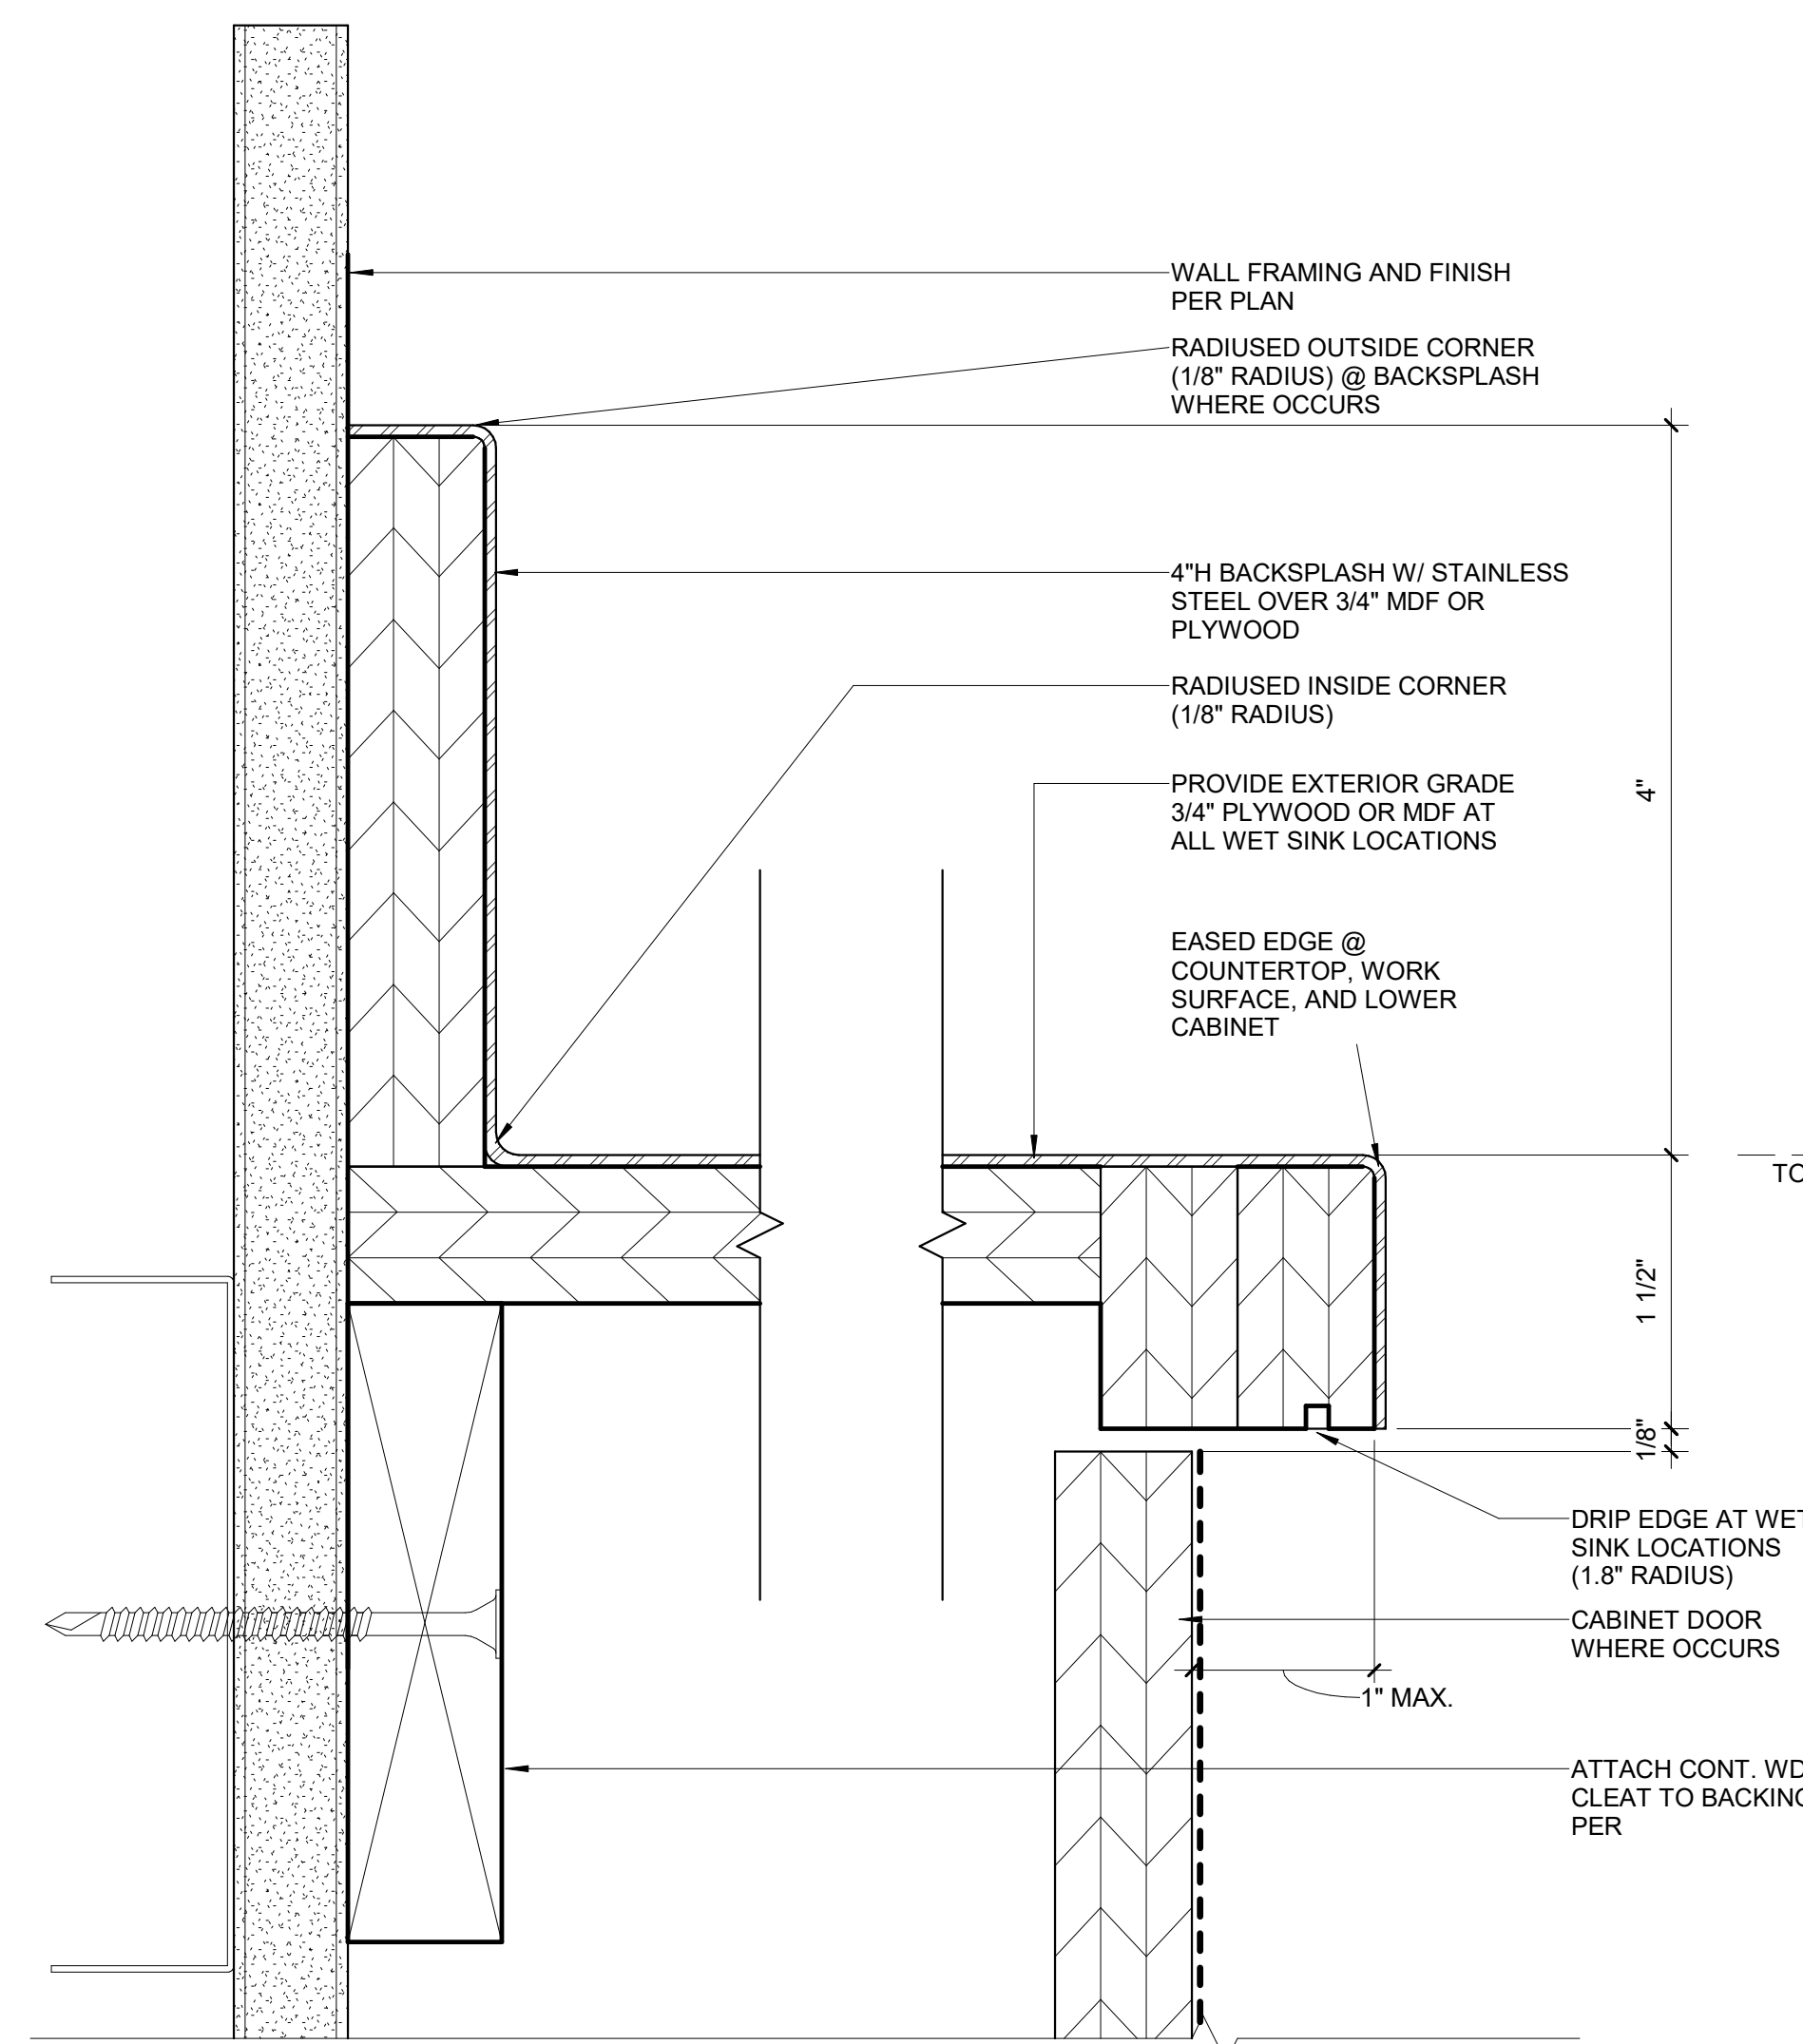 WALL FRAMING AND FINISH
PER PLAN
RADIUSED OUTSIDE CORNER
(1/8" RADIUS) @ BACKSPLASH
WHERE OCCURS
4"H BACKSPLASH W/ STAINLESS
STEEL OVER 3/4" MDF OR
PLYWOOD
RADIUSED INSIDE CORNER
(1/8" RADIUS)
PROVIDE EXTERIOR GRADE
3/4" PLYWOOD OR MDF AT
ALL WET SINK LOCATIONS
4"
EASED EDGE @
COUNTERTOP, WORK
SURFACE, AND LOWER
CABINET
1 1/2"
1/8"
DRIP EDGE AT WET
SINK LOCATIONS
(1.8" RADIUS)
CABINET DOOR
WHERE OCCURS
1" MAX.
ATTACH CONT. WD
CLEAT TO BACKING
PER